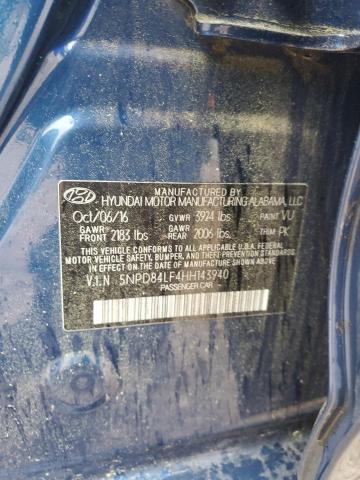 MANUFACTURED BY
HYUNDAI MOTOR MANUFACTURING ALABAMA, LLC
Oct/06/16 GVWR 3924 lbs PAINT VU
GAWR FRONT 2183 lbs GAWR REAR 2006 lbs. TRIM PK
THIS VEHICLE CONFORMS TO ALL APPLICABLE U.S.A. FEDERAL
MOTOR VEHICLE SAFETY, BUMPER, AND THEFT PREVENTION
STANDARDS IN EFFECT ON THE DATE OF MANUFACTURE SHOWN ABOVE.
V.I.N 5NPD84LF4HH143940
PASSENGER CAR